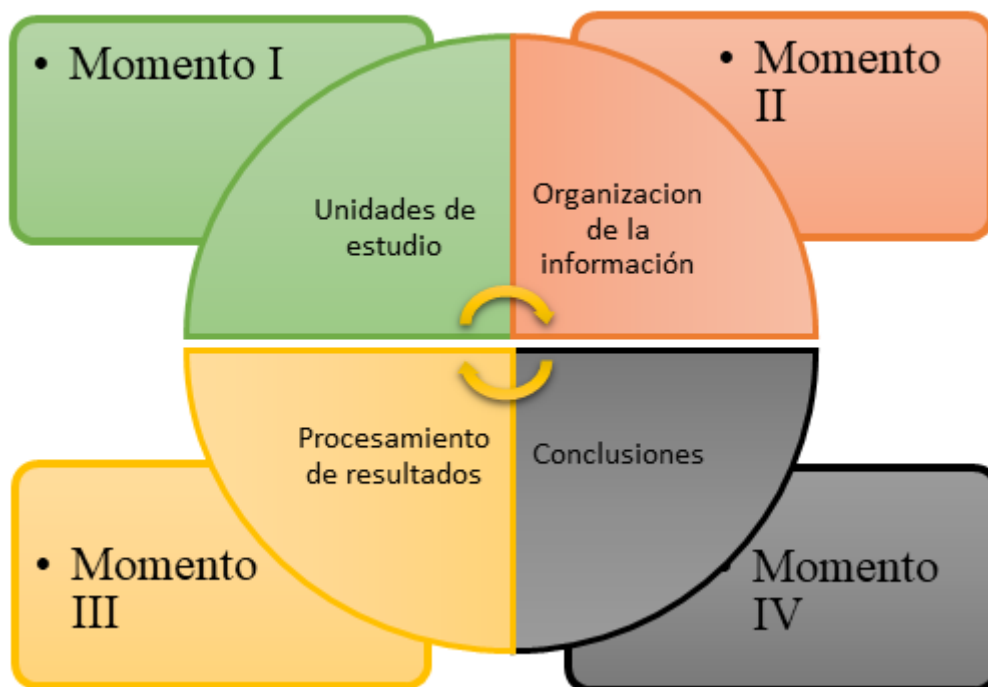 • Momento I
• Momento
II
Unidades de
estudio
Organizacion
de la
información
Procesamiento
de resultados
Conclusiones
• Momento
III
• Momento
IV